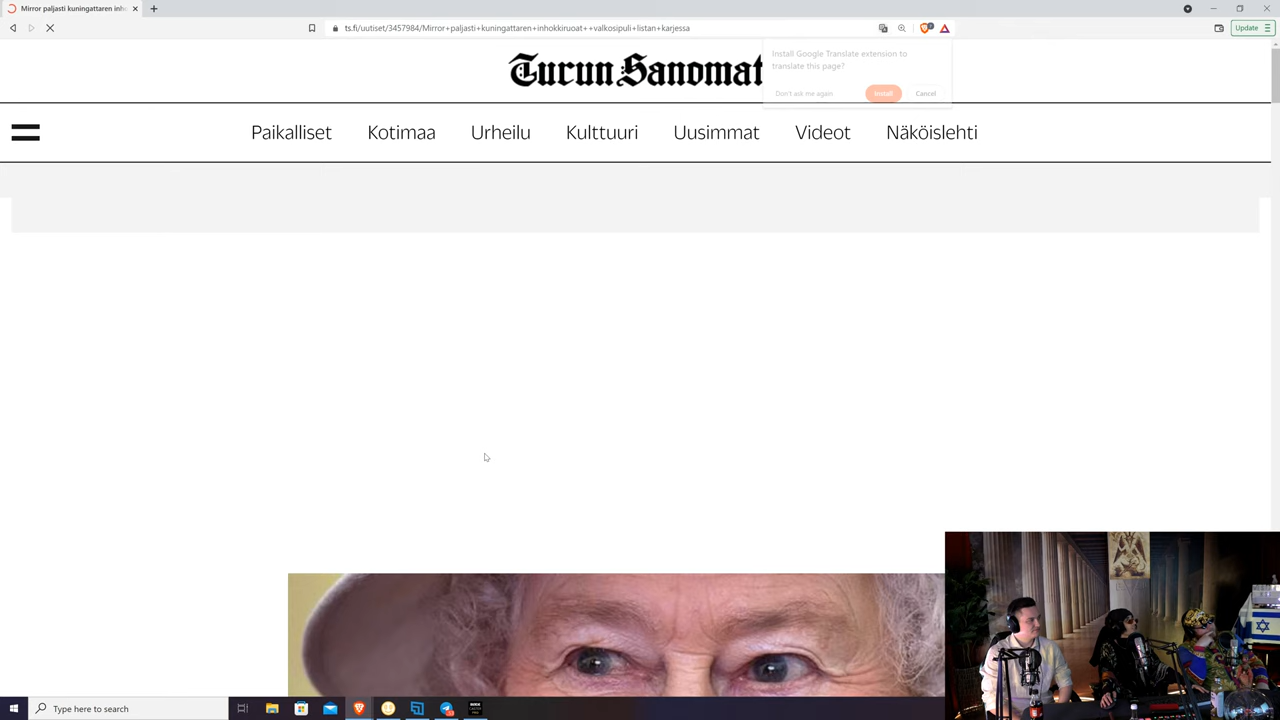 Mirror paljasti kuningattaren inho
ts.fi/uutiset/3457984/Mirror+paljasti+kuningattaren+inhokkiruoat++valkosipuli+listan+karjessa
Update
Install Google Translate extension to
translate this page?
Don't ask me again
Install
Cancel
Turun Sanomat
Paikalliset
Kotimaa
Urheilu
Kulttuuri
Uusimmat
Videot
Näköislehti
Type here to search